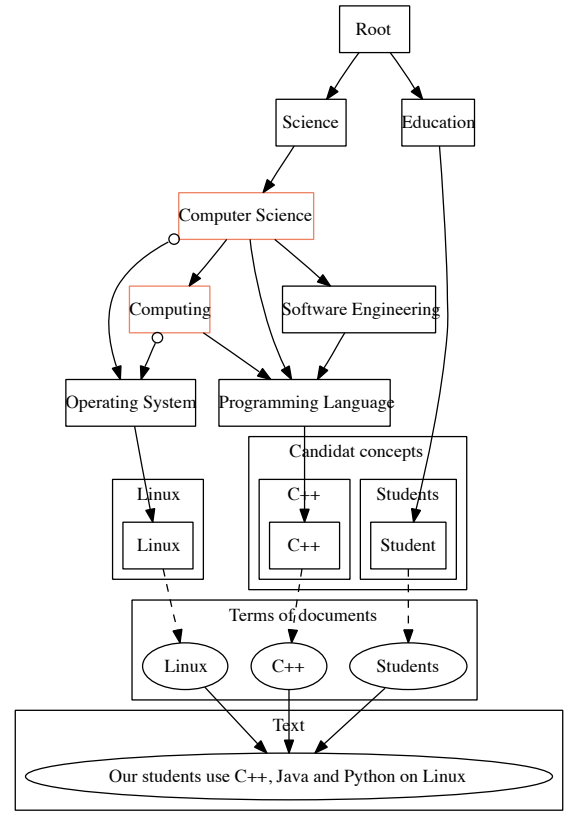 Root
Science
Education
Computer Science
Computing
Software Engineering
Operating System
Programming Language
Candidat concepts
Linux
C++
Students
Linux
C++
Student
Terms of documents
Linux
C++
Students
Text
Our students use C++, Java and Python on Linux